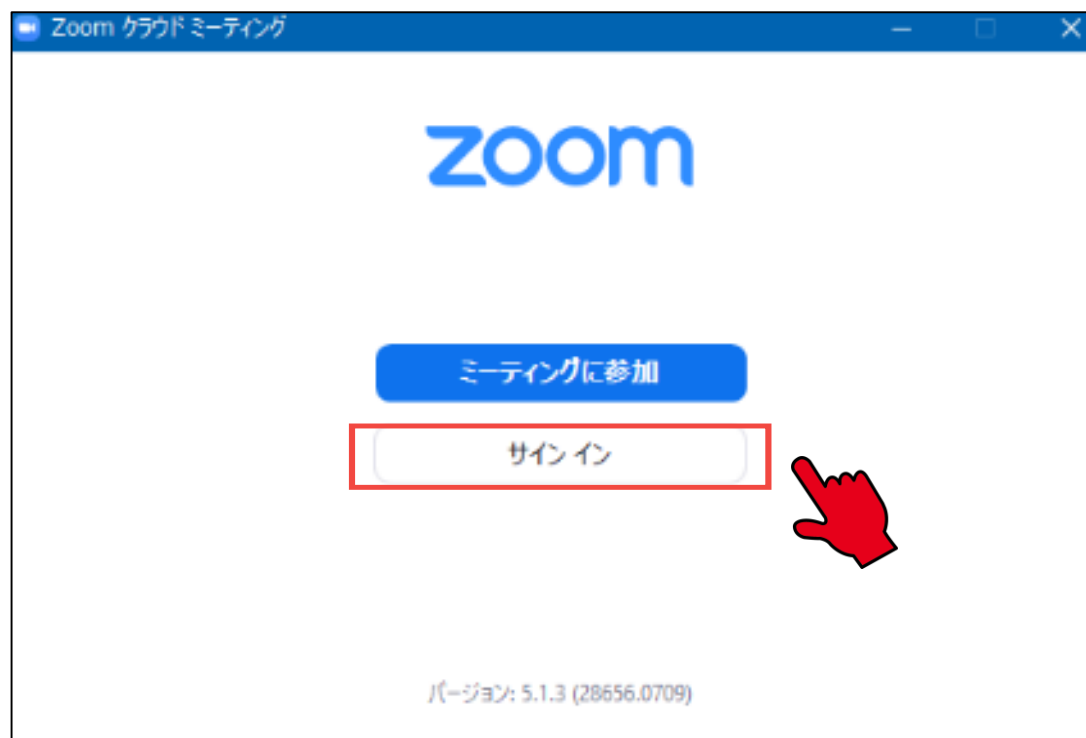 Zoom クラウド ミーティング
zoom
ミーティングに参加
サイン イン
バージョン: 5.1.3 (28656.0709)